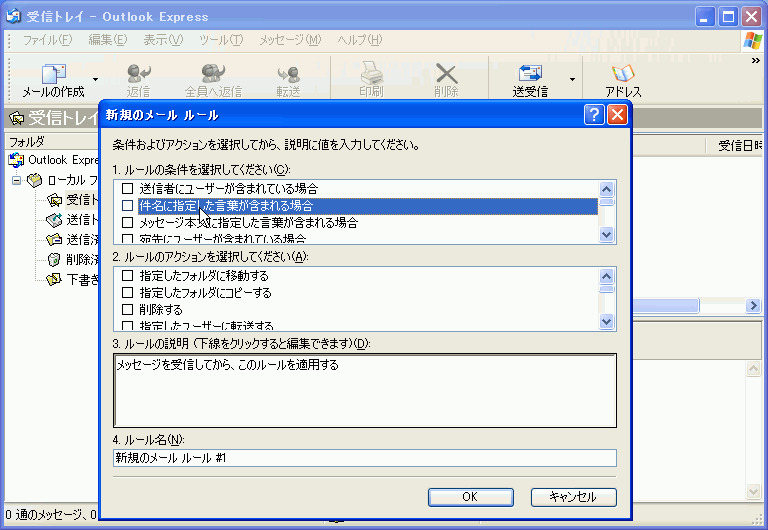 受信トレイ - Outlook Express
ファイル(F) 編集(E) 表示(V) ツール(T) メッセージ(M) ヘルプ(H)
メールの作成 返信 全員へ返信 転送 印刷 削除 送受信 アドレス
受信トレイ
フォルダ
受信日時
Outlook Expre
ローカル フ
受信ト
送信ト
送信済
削除済
下書き
新規のメール ルール
条件およびアクションを選択してから、説明に値を入力してください。
1. ルールの条件を選択してください(C):
送信者にユーザーが含まれている場合
件名に指定した言葉が含まれる場合
メッセージ本文に指定した言葉が含まれる場合
宛先にユーザーが含まれている場合
2. ルールのアクションを選択してください(A):
指定したフォルダに移動する
指定したフォルダにコピーする
削除する
指定したユーザーに転送する
3. ルールの説明 (下線をクリックすると編集できます)(D):
メッセージを受信してから、このルールを適用する
4. ルール名(N):
新規のメール ルール #1
OK キャンセル
0 通のメッセージ、0